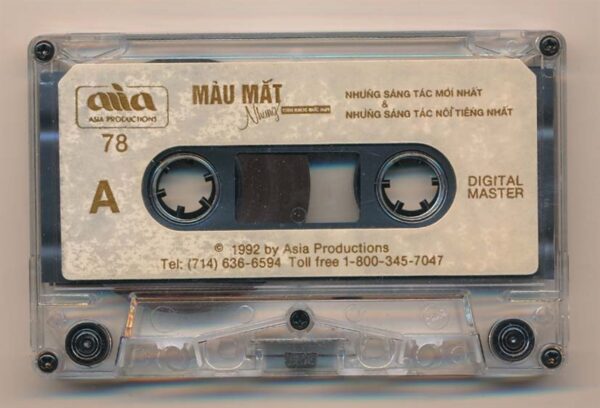 asia
ASIA PRODUCTIONS
78
A
MÀU MẮT
Nhung
NHỮNG SÁNG TÁC MỚI NHẤT
&
NHỮNG SÁNG TÁC NỔI TIẾNG NHẤT
DIGITAL
MASTER
© 1992 by Asia Productions
Tel: (714) 636-6594 Toll free 1-800-345-7047